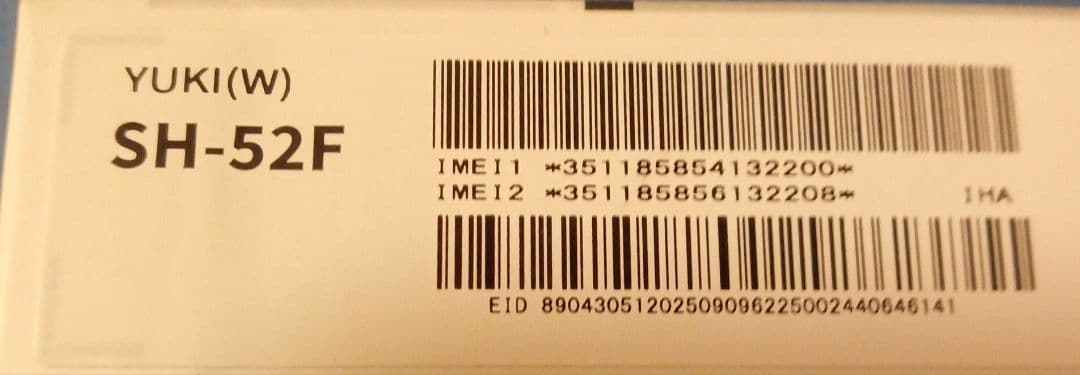 YUKI(W)
SH-52F
IMEI1 *351185854132200*
IMEI2 *351185856132208*
IHA
EID 89043051202509096225002440646141